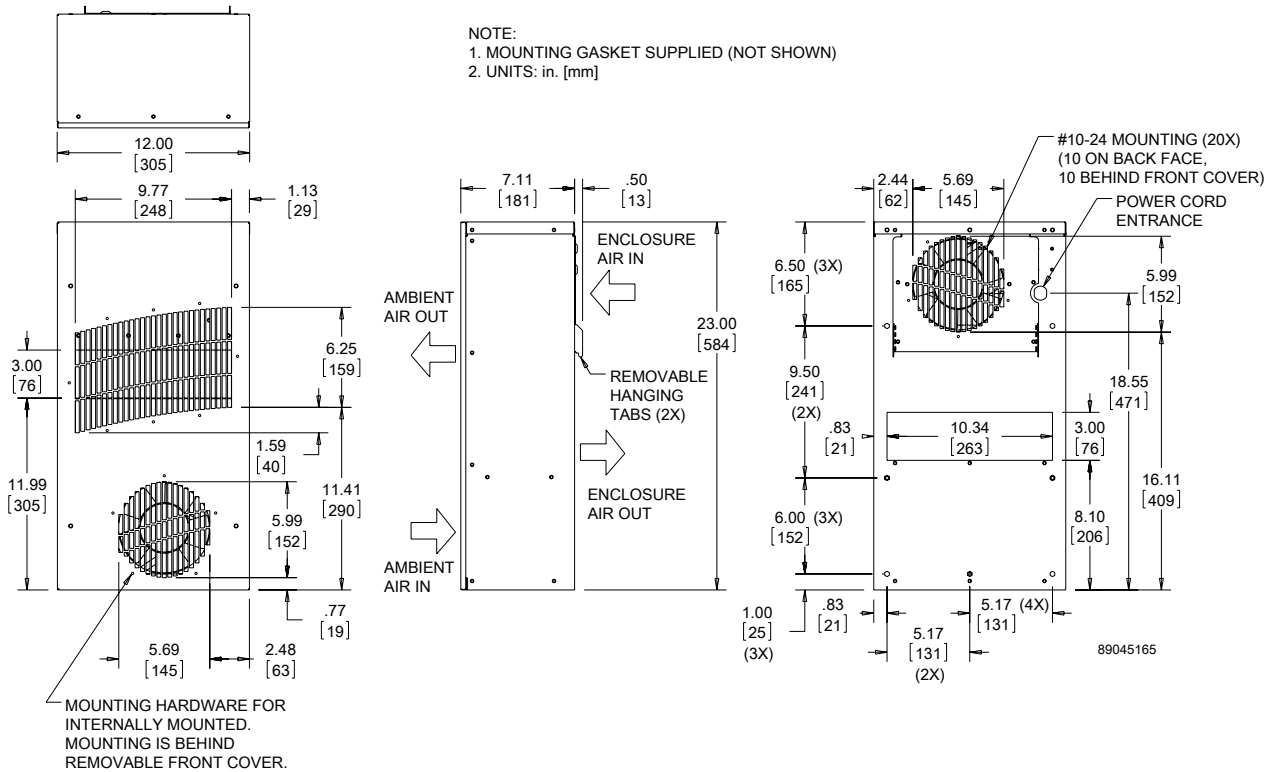 NOTE:
1. MOUNTING GASKET SUPPLIED (NOT SHOWN)
2. UNITS: in. [mm]
12.00
[305]
9.77
[248]
1.13
[29]
3.00
[76]
6.25
[159]
1.59
[40]
11.99
[305]
11.41
[290]
5.99
[152]
.77
[19]
5.69
[145]
2.48
[63]
MOUNTING HARDWARE FOR
INTERNALLY MOUNTED.
MOUNTING IS BEHIND
REMOVABLE FRONT COVER.
7.11
[181]
.50
[13]
ENCLOSURE
AIR IN
AMBIENT
AIR OUT
23.00
[584]
REMOVABLE
HANGING
TABS (2X)
ENCLOSURE
AIR OUT
AMBIENT
AIR IN
#10-24 MOUNTING (20X)
(10 ON BACK FACE,
10 BEHIND FRONT COVER)
POWER CORD
ENTRANCE
2.44
[62]
5.69
[145]
6.50 (3X)
[165]
5.99
[152]
9.50
[241]
(2X)
18.55
[471]
.83
[21]
10.34
[263]
3.00
[76]
16.11
[409]
6.00 (3X)
[152]
8.10
[206]
1.00
[25]
(3X)
.83
[21]
5.17 (4X)
[131]
5.17
[131]
(2X)
89045165